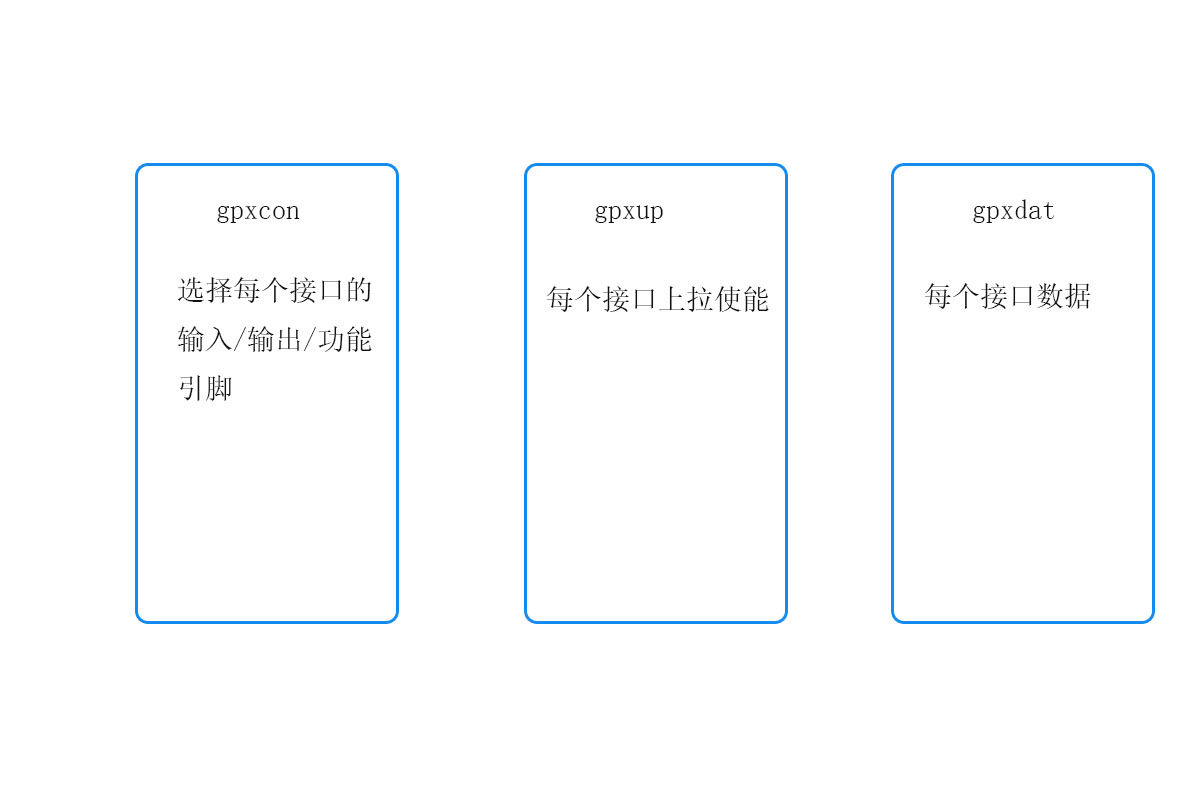 gpxcon
选择每个接口的
输入/输出/功能
引脚
gpxup
每个接口上拉使能
gpxdat
每个接口数据